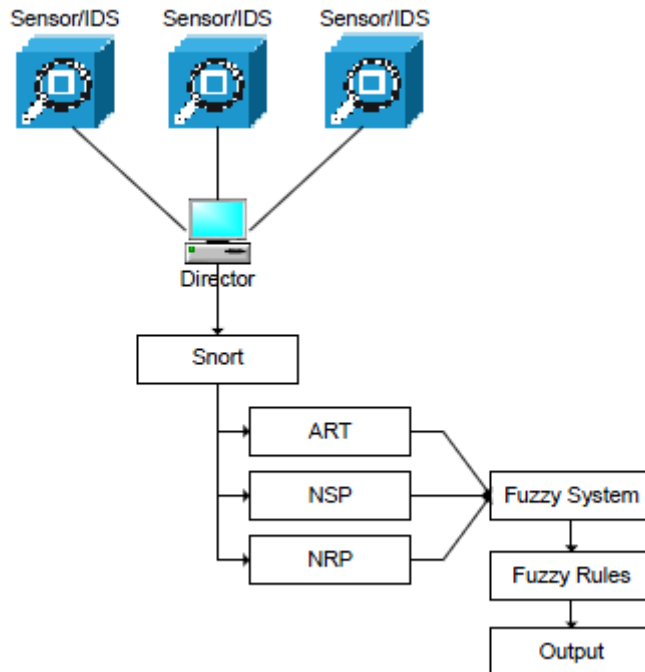 Sensor/IDS
Sensor/IDS
Sensor/IDS
Director
Snort
ART
NSP
Fuzzy System
NRP
Fuzzy Rules
Output